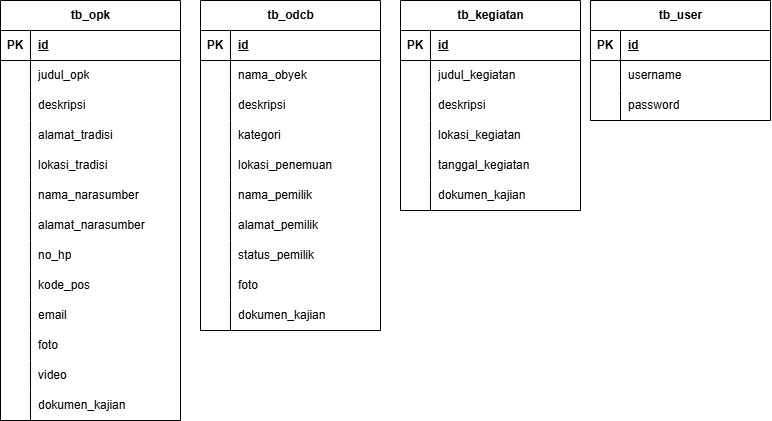 tb_opk
PK id
judul_opk
deskripsi
alamat_tradisi
lokasi_tradisi
nama_narasumber
alamat_narasumber
no_hp
kode_pos
email
foto
video
dokumen_kajian
tb_odcb
PK id
nama_obyek
deskripsi
kategori
lokasi_penemuan
nama_pemilik
alamat_pemilik
status_pemilik
foto
dokumen_kajian
tb_kegiatan
PK id
judul_kegiatan
deskripsi
lokasi_kegiatan
tanggal_kegiatan
dokumen_kajian
tb_user
PK id
username
password